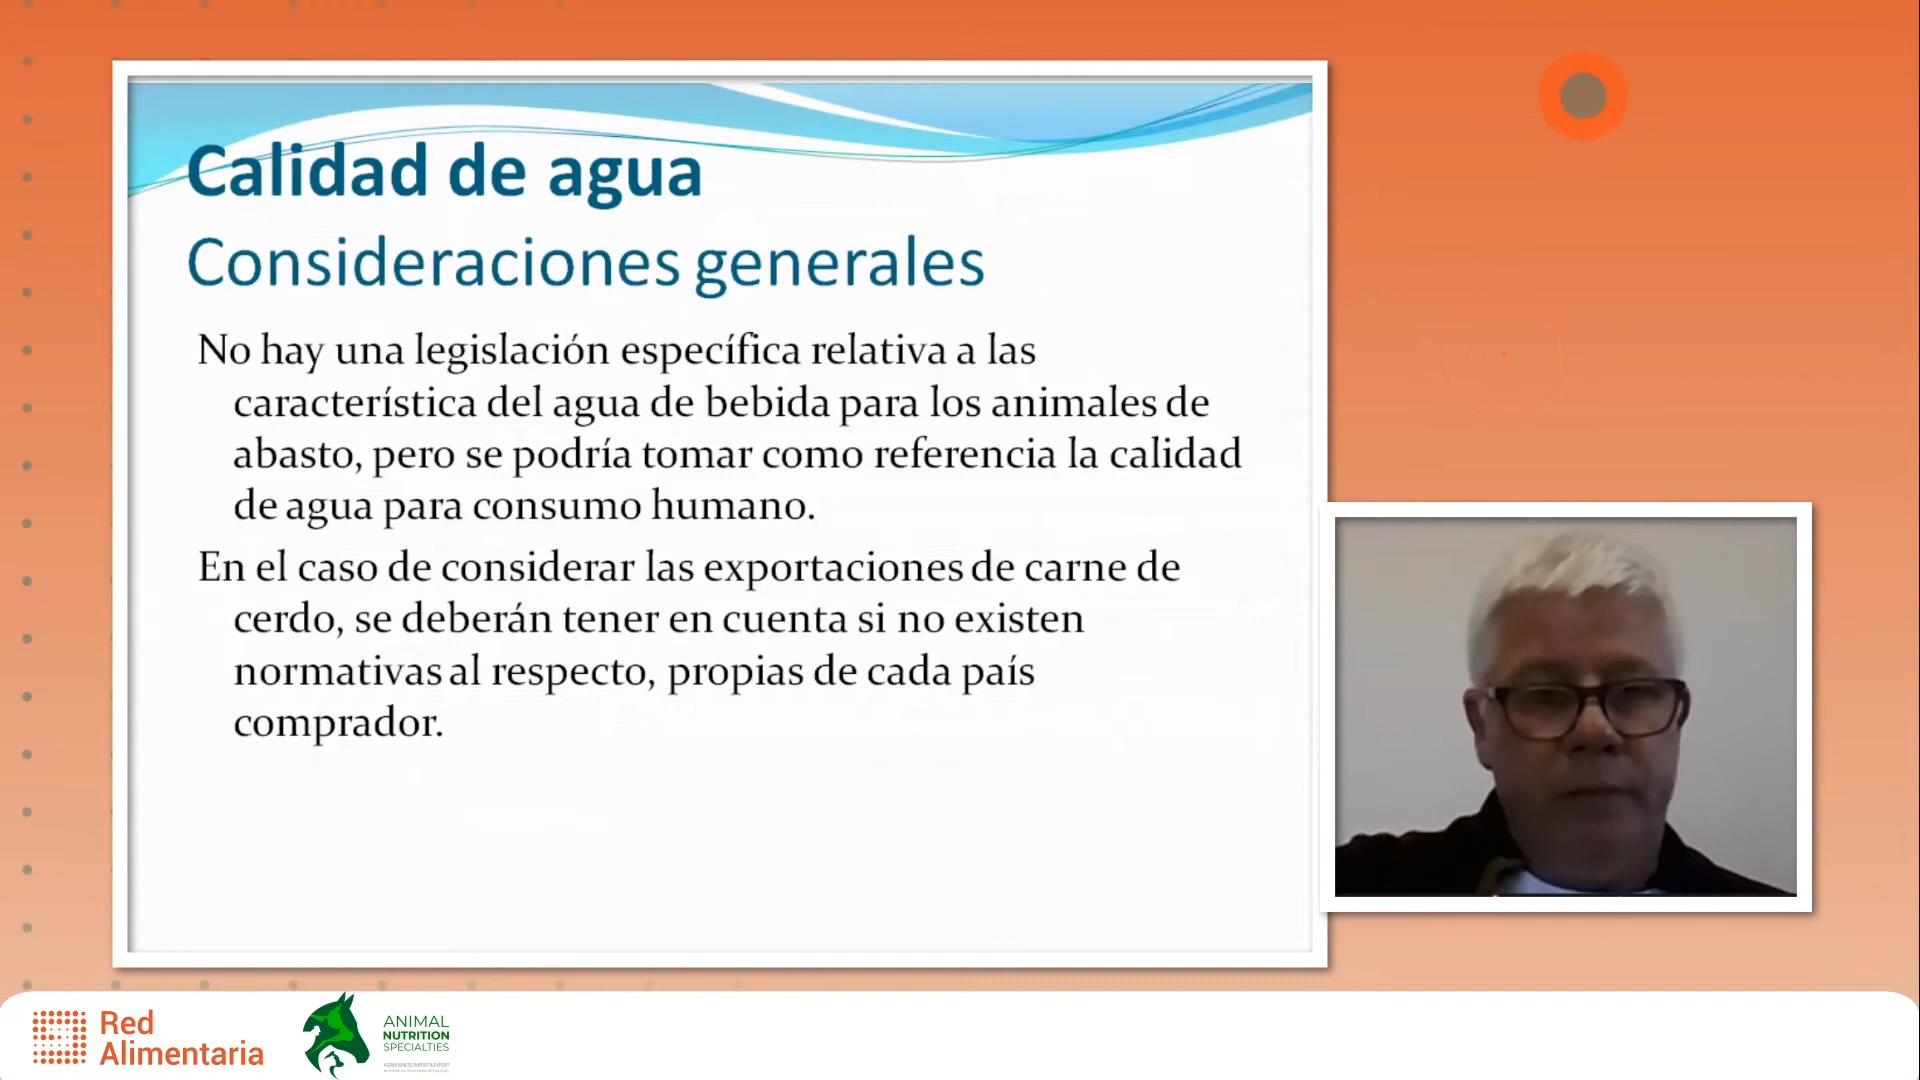 Calidad de agua
Consideraciones generales
No hay una legislación específica relativa a las
característica del agua de bebida para los animales de
abasto, pero se podría tomar como referencia la calidad
de agua para consumo humano.
En el caso de considerar las exportaciones de carne de
cerdo, se deberán tener en cuenta si no existen
normativas al respecto, propias de cada país
comprador.
Red
Alimentaria
ANIMAL
NUTRITION
SPECIALTIES